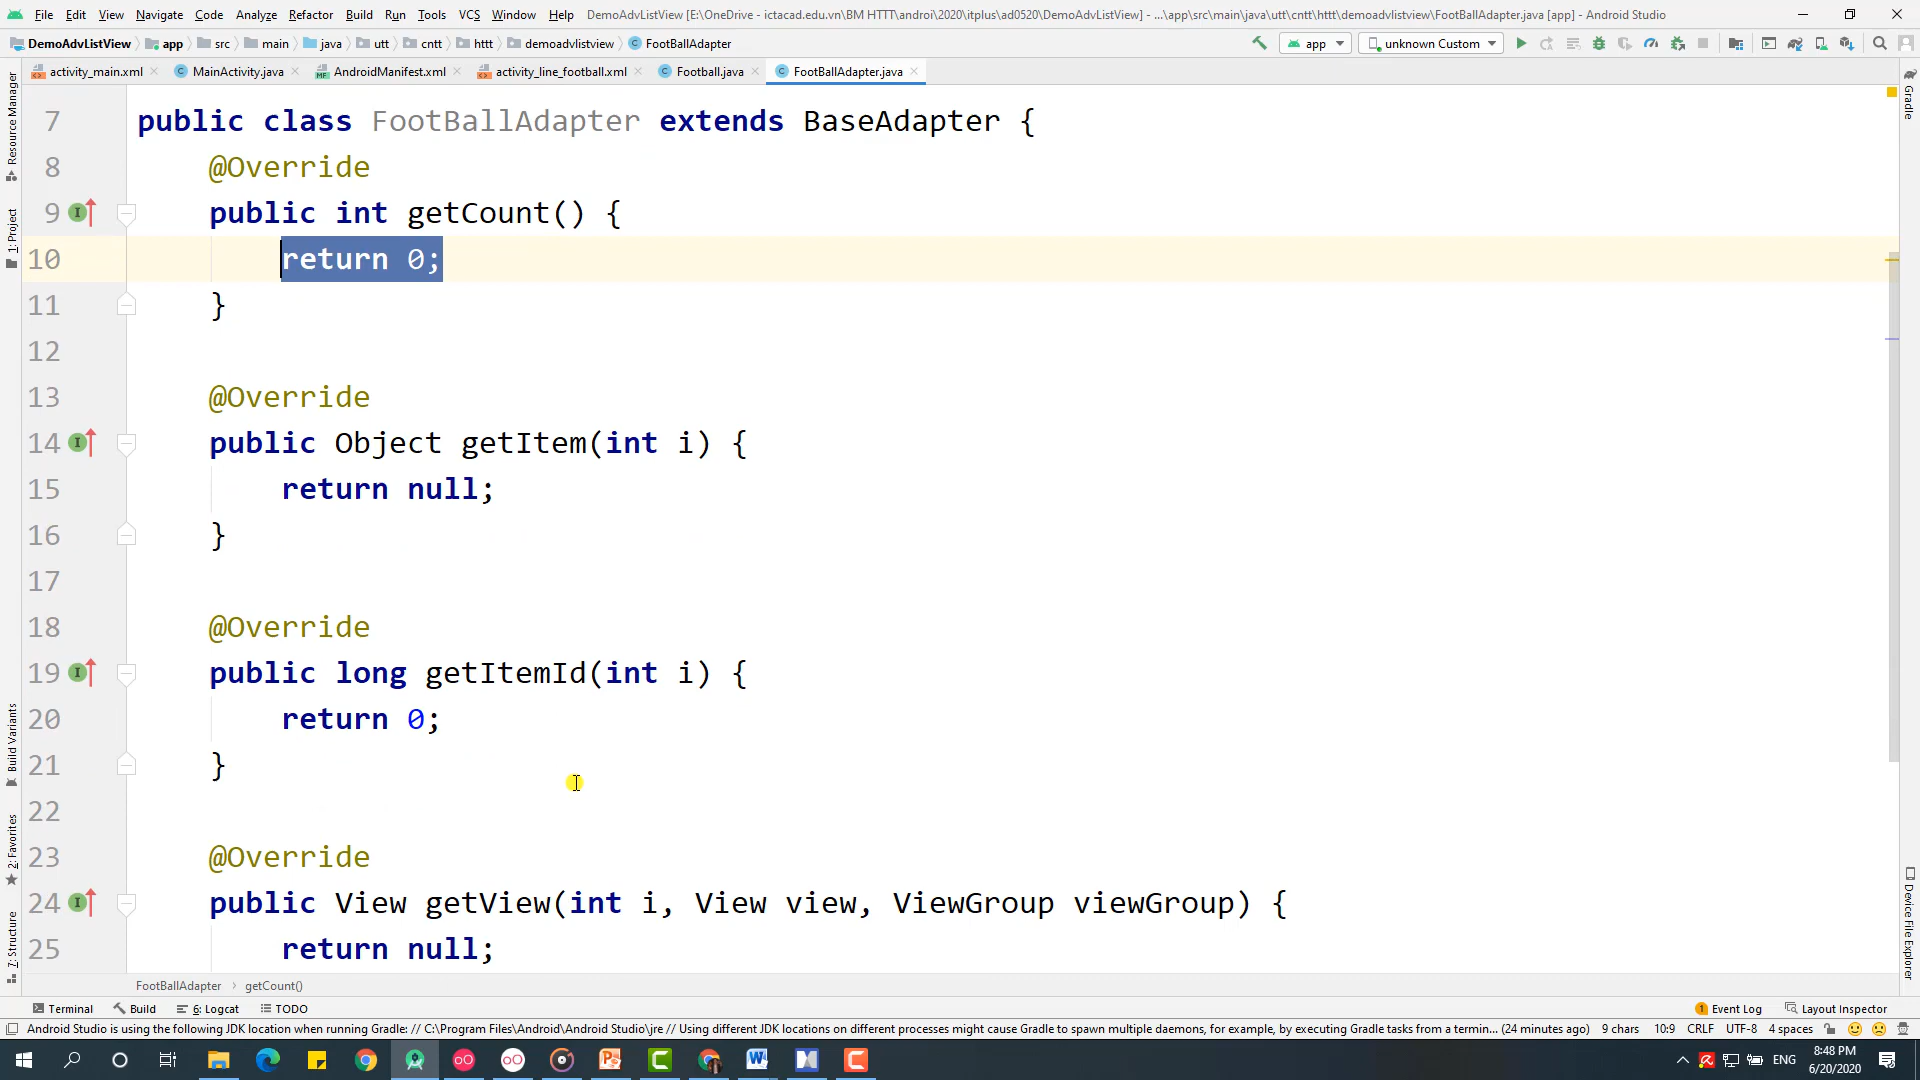 File Edit View Navigate Code Analyze Refactor Build Run Tools VCS Window Help DemoAdvListView [E:\OneDrive - ictacad.edu.vn\BM HTTT\androi\2020\itplus\ad0520\DemoAdvListView] - ...\app\src\main\java\utt\cntt\httt\demoadvlistview\FootBallAdapter.java [app] - Android Studio
DemoAdvListView app src main java utt cntt httt demoadvlistview FootBallAdapter app unknown Custom
activity_main.xml MainActivity.java AndroidManifest.xml activity_line_football.xml Football.java FootBallAdapter.java
Resource Manager
1: Project
Build Variants
2: Favorites
7: Structure
Gradle
Device File Explorer
7 public class FootBallAdapter extends BaseAdapter {
8 @Override
9 public int getCount() {
10 return 0;
11 }
12
13 @Override
14 public Object getItem(int i) {
15 return null;
16 }
17
18 @Override
19 public long getItemId(int i) {
20 return 0;
21 }
22
23 @Override
24 public View getView(int i, View view, ViewGroup viewGroup) {
25 return null;
FootBallAdapter getCount()
Terminal Build 6: Logcat TODO 1 Event Log Layout Inspector
Android Studio is using the following JDK location when running Gradle: // C:\Program Files\Android\Android Studio\jre // Using different JDK locations on different processes might cause Gradle to spawn multiple daemons, for example, by executing Gradle tasks from a termin... (24 minutes ago) 9 chars 10:9 CRLF UTF-8 4 spaces
ENG 8:48 PM
6/20/2020